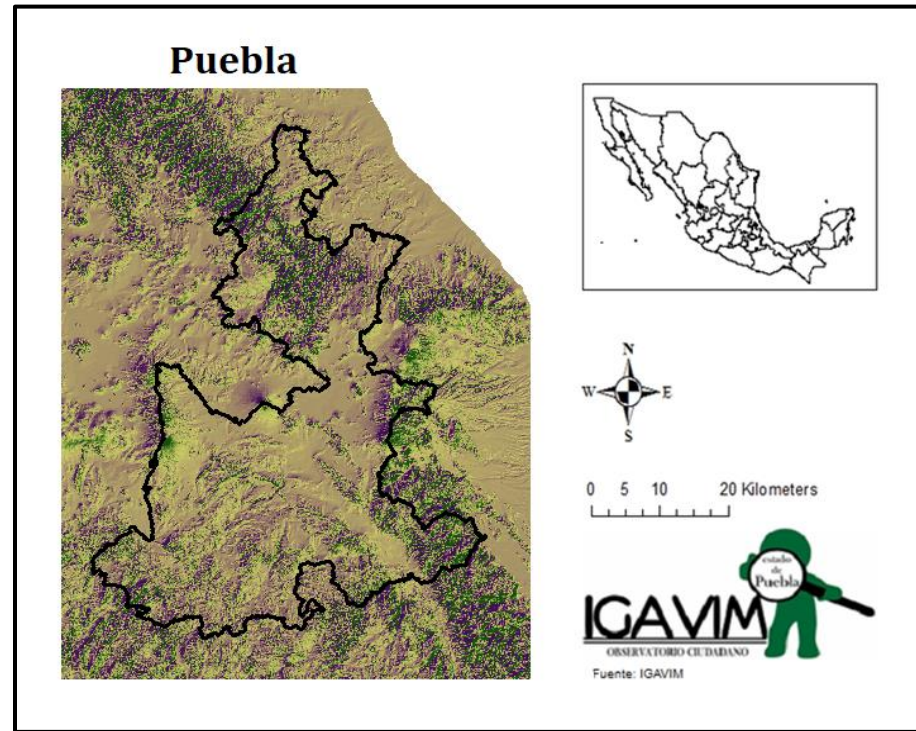 Puebla
N
W E
S
0 5 10 20 Kilometers
estado
de
Puebla
IGAVIM
OBSERVATORIO CIUDADANO
Fuente: IGAVIM